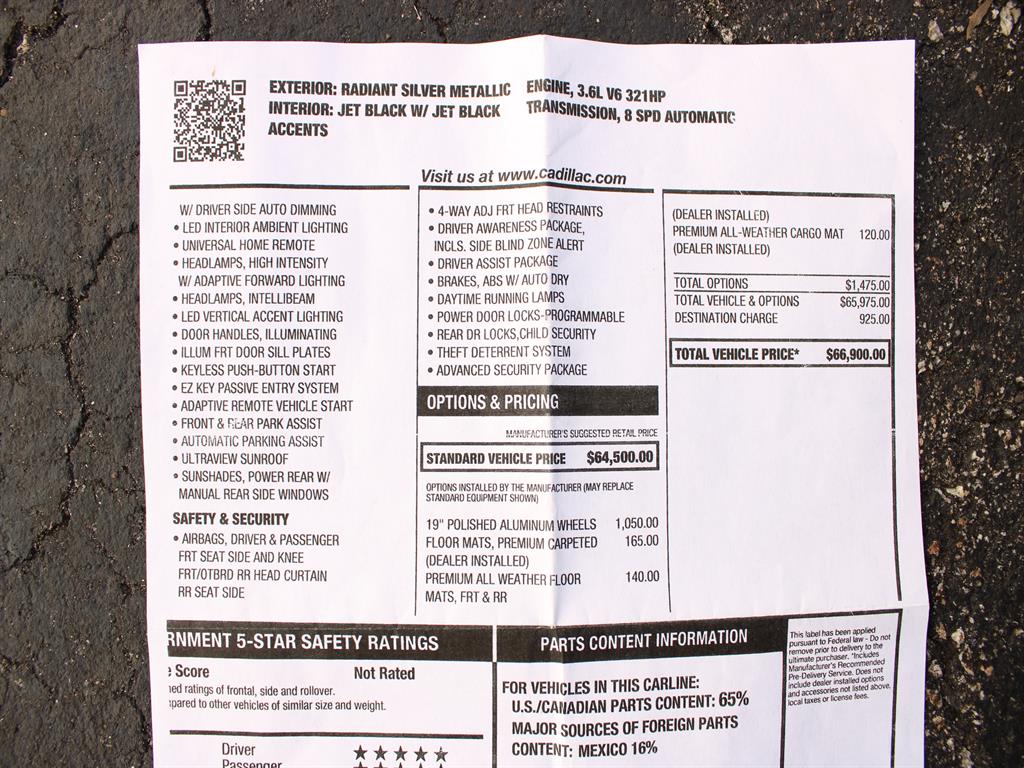 EXTERIOR: RADIANT SILVER METALLIC
INTERIOR: JET BLACK W/ JET BLACK
ACCENTS
ENGINE, 3.6L V6 321HP
TRANSMISSION, 8 SPD AUTOMATIC
Visit us at www.cadillac.com
W/ DRIVER SIDE AUTO DIMMING
• LED INTERIOR AMBIENT LIGHTING
• UNIVERSAL HOME REMOTE
• HEADLAMPS, HIGH INTENSITY
W/ ADAPTIVE FORWARD LIGHTING
• HEADLAMPS, INTELLIBEAM
• LED VERTICAL ACCENT LIGHTING
• DOOR HANDLES, ILLUMINATING
• ILLUM FRT DOOR SILL PLATES
• KEYLESS PUSH-BUTTON START
• EZ KEY PASSIVE ENTRY SYSTEM
• ADAPTIVE REMOTE VEHICLE START
• FRONT & REAR PARK ASSIST
• AUTOMATIC PARKING ASSIST
• ULTRAVIEW SUNROOF
• SUNSHADES, POWER REAR W/
MANUAL REAR SIDE WINDOWS
SAFETY & SECURITY
• AIRBAGS, DRIVER & PASSENGER
FRT SEAT SIDE AND KNEE
FRT/OTBRD RR HEAD CURTAIN
RR SEAT SIDE
• 4-WAY ADJ FRT HEAD RESTRAINTS
• DRIVER AWARENESS PACKAGE,
INCLS. SIDE BLIND ZONE ALERT
• DRIVER ASSIST PACKAGE
• BRAKES, ABS W/ AUTO DRY
• DAYTIME RUNNING LAMPS
• POWER DOOR LOCKS-PROGRAMMABLE
• REAR DR LOCKS,CHILD SECURITY
• THEFT DETERRENT SYSTEM
• ADVANCED SECURITY PACKAGE
OPTIONS & PRICING
MANUFACTURER'S SUGGESTED RETAIL PRICE
STANDARD VEHICLE PRICE $64,500.00
OPTIONS INSTALLED BY THE MANUFACTURER (MAY REPLACE
STANDARD EQUIPMENT SHOWN)
19" POLISHED ALUMINUM WHEELS 1,050.00
FLOOR MATS, PREMIUM CARPETED 165.00
(DEALER INSTALLED)
PREMIUM ALL WEATHER FLOOR 140.00
MATS, FRT & RR
(DEALER INSTALLED)
PREMIUM ALL-WEATHER CARGO MAT 120.00
(DEALER INSTALLED)
TOTAL OPTIONS $1,475.00
TOTAL VEHICLE & OPTIONS $65,975.00
DESTINATION CHARGE 925.00
TOTAL VEHICLE PRICE* $66,900.00
RNMENT 5-STAR SAFETY RATINGS
e Score Not Rated
ned ratings of frontal, side and rollover.
npared to other vehicles of similar size and weight.
Driver ★★★★★
Passenger
PARTS CONTENT INFORMATION
FOR VEHICLES IN THIS CARLINE:
U.S./CANADIAN PARTS CONTENT: 65%
MAJOR SOURCES OF FOREIGN PARTS
CONTENT: MEXICO 16%
This label has been applied
pursuant to Federal law - Do not
remove prior to delivery to the
ultimate purchaser. *Includes
Manufacturer's Recommended
Pre-Delivery Service. Does not
include dealer installed options
and accessories not listed above,
local taxes or license fees.